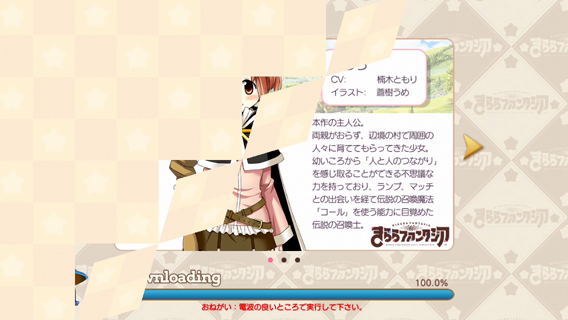 CV: 楠木ともり
イラスト: 蒼樹うめ
本作の主人公。
両親がおらず、辺境の村で周囲の
人々に育ててもらってきた少女。
幼いころから「人と人のつながり」
を感じ取ることができる不思議な
力を持っており、ランプ、マッチ
との出会いを経て伝説の召喚魔法
「コール」を使う能力に目覚めた
伝説の召喚士。
きららファンタジア
wnloading
100.0%
おねがい：電波の良いところで実行して下さい。